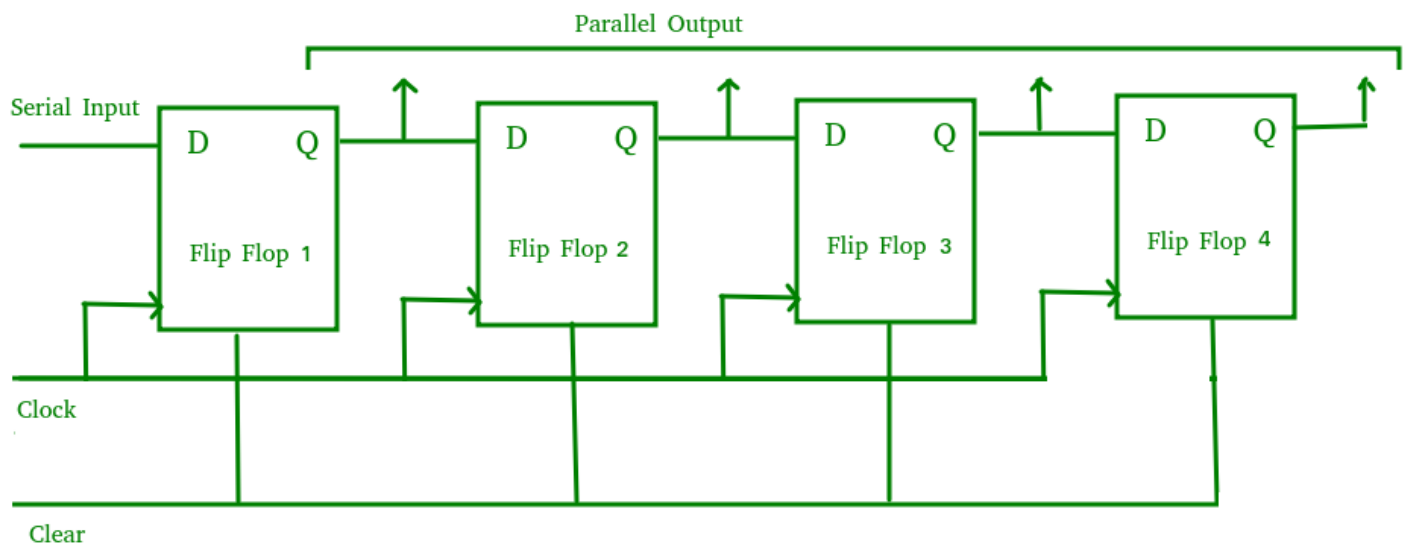 Parallel Output
Serial Input
D Q
D Q
D Q
D Q
Flip Flop 1
Flip Flop 2
Flip Flop 3
Flip Flop 4
Clock
Clear